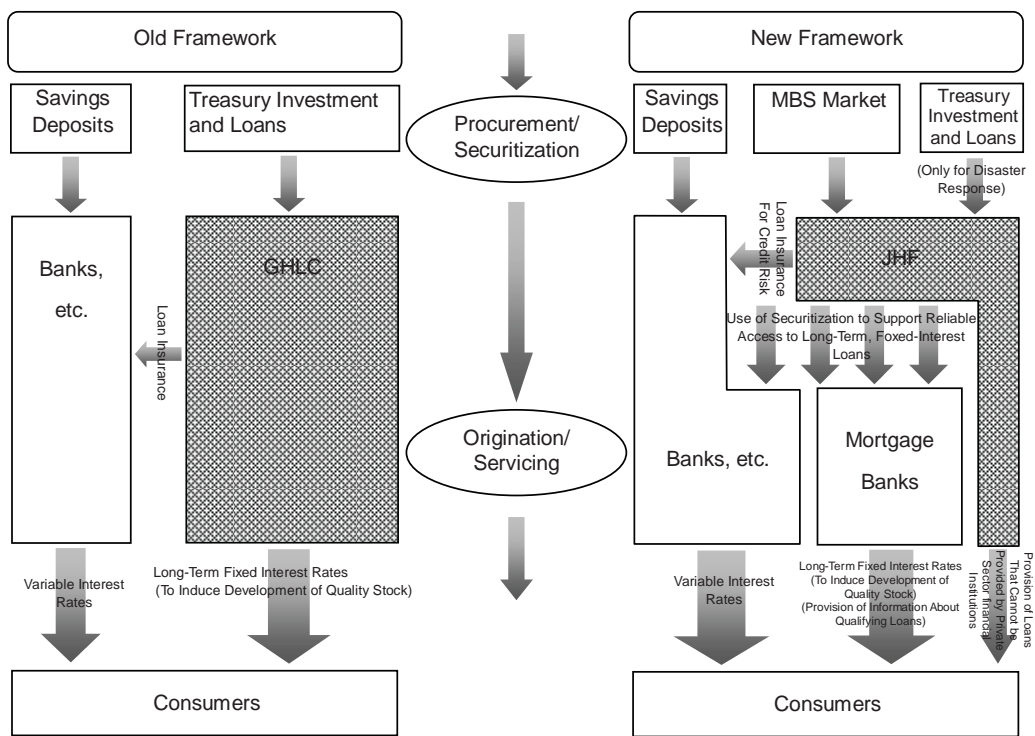 Old Framework
Savings
Deposits
Treasury Investment
and Loans
Banks,
etc.
Loan Insurance
GHLC
Variable Interest
Rates
Long-Term Fixed Interest Rates
(To Induce Development of Quality Stock)
Consumers
Procurement/
Securitization
Origination/
Servicing
New Framework
Savings
Deposits
MBS Market
Treasury
Investment
and Loans
(Only for Disaster
Response)
Loan Insurance
For Credit Risk
JHF
Use of Securitization to Support Reliable
Access to Long-Term, Foxed-Interest
Loans
Banks, etc.
Mortgage
Banks
Variable Interest
Rates
Long-Term Fixed Interest Rates
(To Induce Development of
Quality Stock)
(Provision of Information About
Qualifying Loans)
Provision of Loans
That Cannot be
Provided by Private
Sector financial
Institutions
Consumers